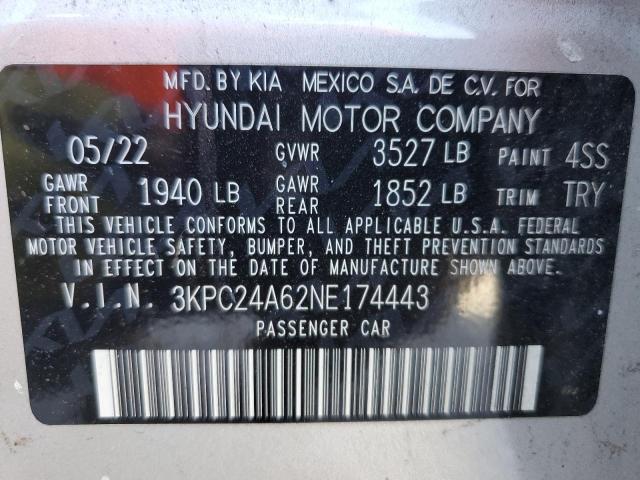 MFD. BY KIA MEXICO S.A. DE C.V. FOR
HYUNDAI MOTOR COMPANY
05/22 GVWR 3527 LB PAINT 4SS
GAWR FRONT 1940 LB GAWR REAR 1852 LB TRIM TRY
THIS VEHICLE CONFORMS TO ALL APPLICABLE U.S.A. FEDERAL
MOTOR VEHICLE SAFETY, BUMPER, AND THEFT PREVENTION STANDARDS
IN EFFECT ON THE DATE OF MANUFACTURE SHOWN ABOVE.
V.I.N. 3KPC24A62NE174443
PASSENGER CAR